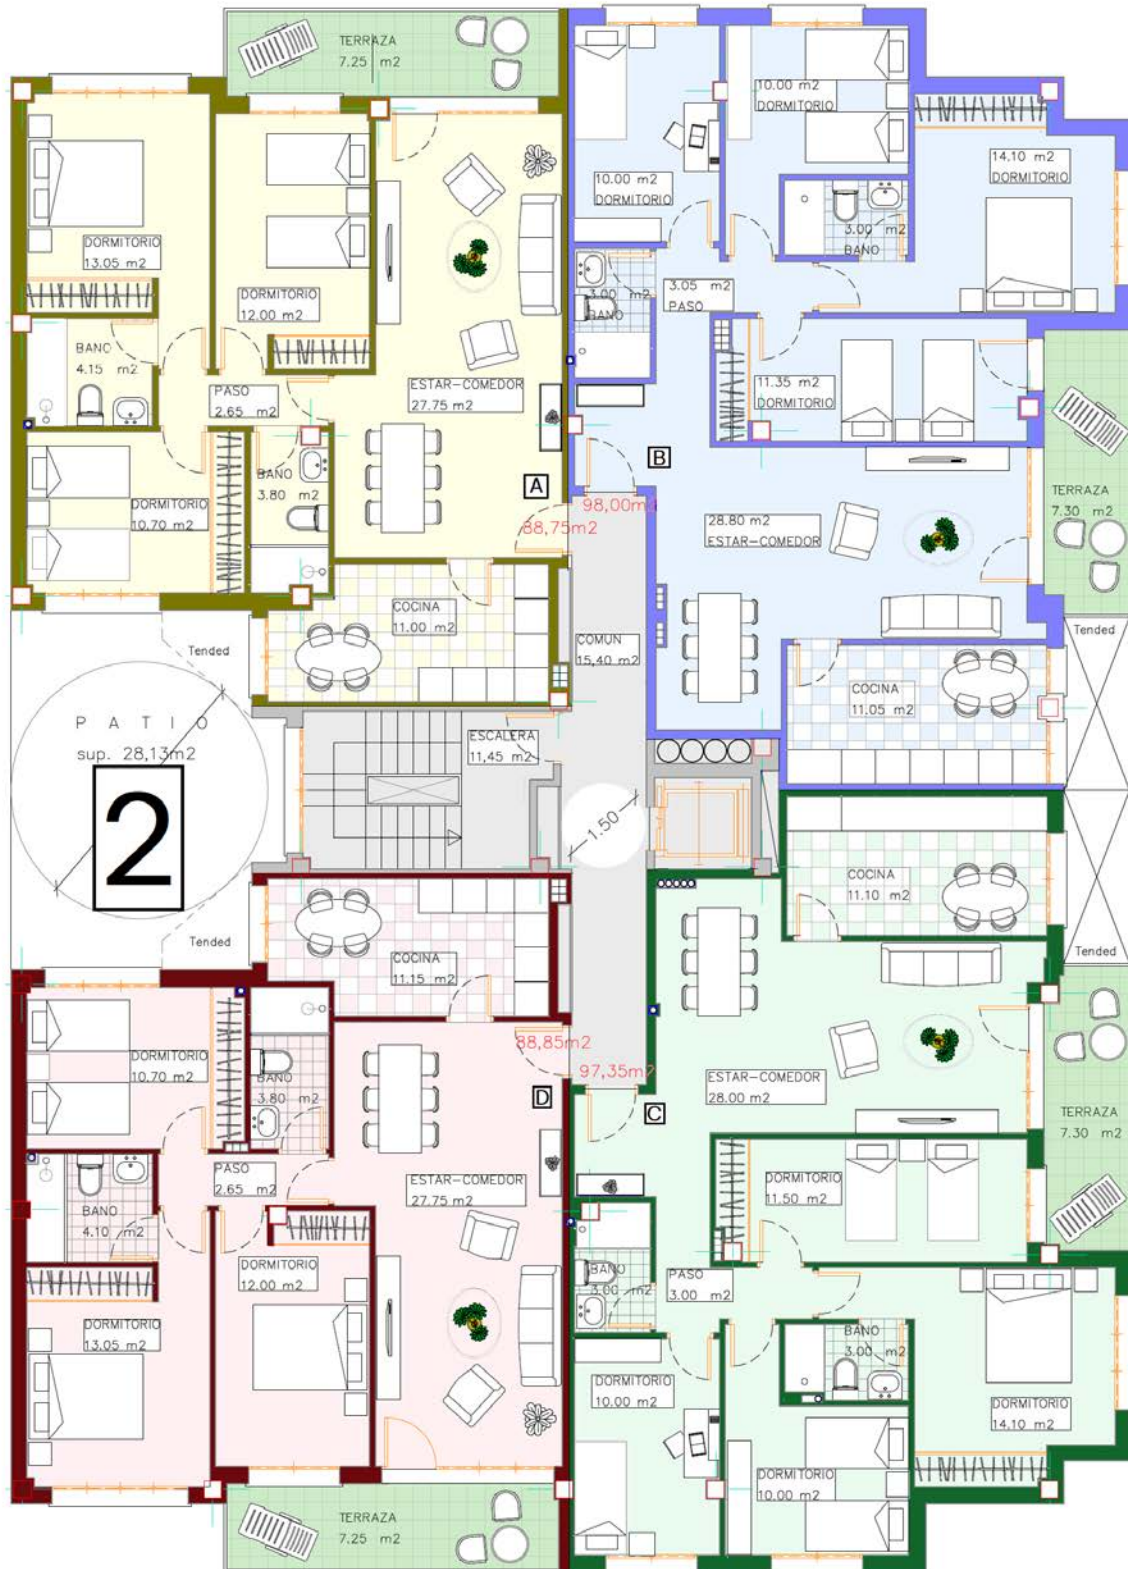 TERRAZA
7.25 m2
10.00 m2
DORMITORIO
14.10 m2
DORMITORIO
10.00 m2
DORMITORIO
3.00 m2
BANO
DORMITORIO
13.05 m2
DORMITORIO
12.00 m2
3.00 m2
BANO
3.05 m2
PASO
BANO
4.15 m2
PASO
2.65 m2
ESTAR-COMEDOR
27.75 m2
11.35 m2
DORMITORIO
BANO
3.80 m2
DORMITORIO
10.70 m2
A
B
98,00m2
88,75m2
28.80 m2
ESTAR-COMEDOR
TERRAZA
7.30 m2
COCINA
11.00 m2
COMUN
15,40 m2
Tended
Tended
PATIO
sup. 28,13m2
2
ESCALERA
11,45 m2
COCINA
11.05 m2
1.50
COCINA
11.10 m2
Tended
Tended
COCINA
11.15 m2
DORMITORIO
10.70 m2
BANO
3.80 m2
88,85m2
97,35m2
D
C
ESTAR-COMEDOR
28.00 m2
TERRAZA
7.30 m2
PASO
2.65 m2
BANO
4.10 m2
ESTAR-COMEDOR
27.75 m2
DORMITORIO
11.50 m2
DORMITORIO
12.00 m2
BANO
3.00 m2
PASO
3.00 m2
DORMITORIO
13.05 m2
BANO
3.00 m2
DORMITORIO
10.00 m2
DORMITORIO
14.10 m2
DORMITORIO
10.00 m2
TERRAZA
7.25 m2